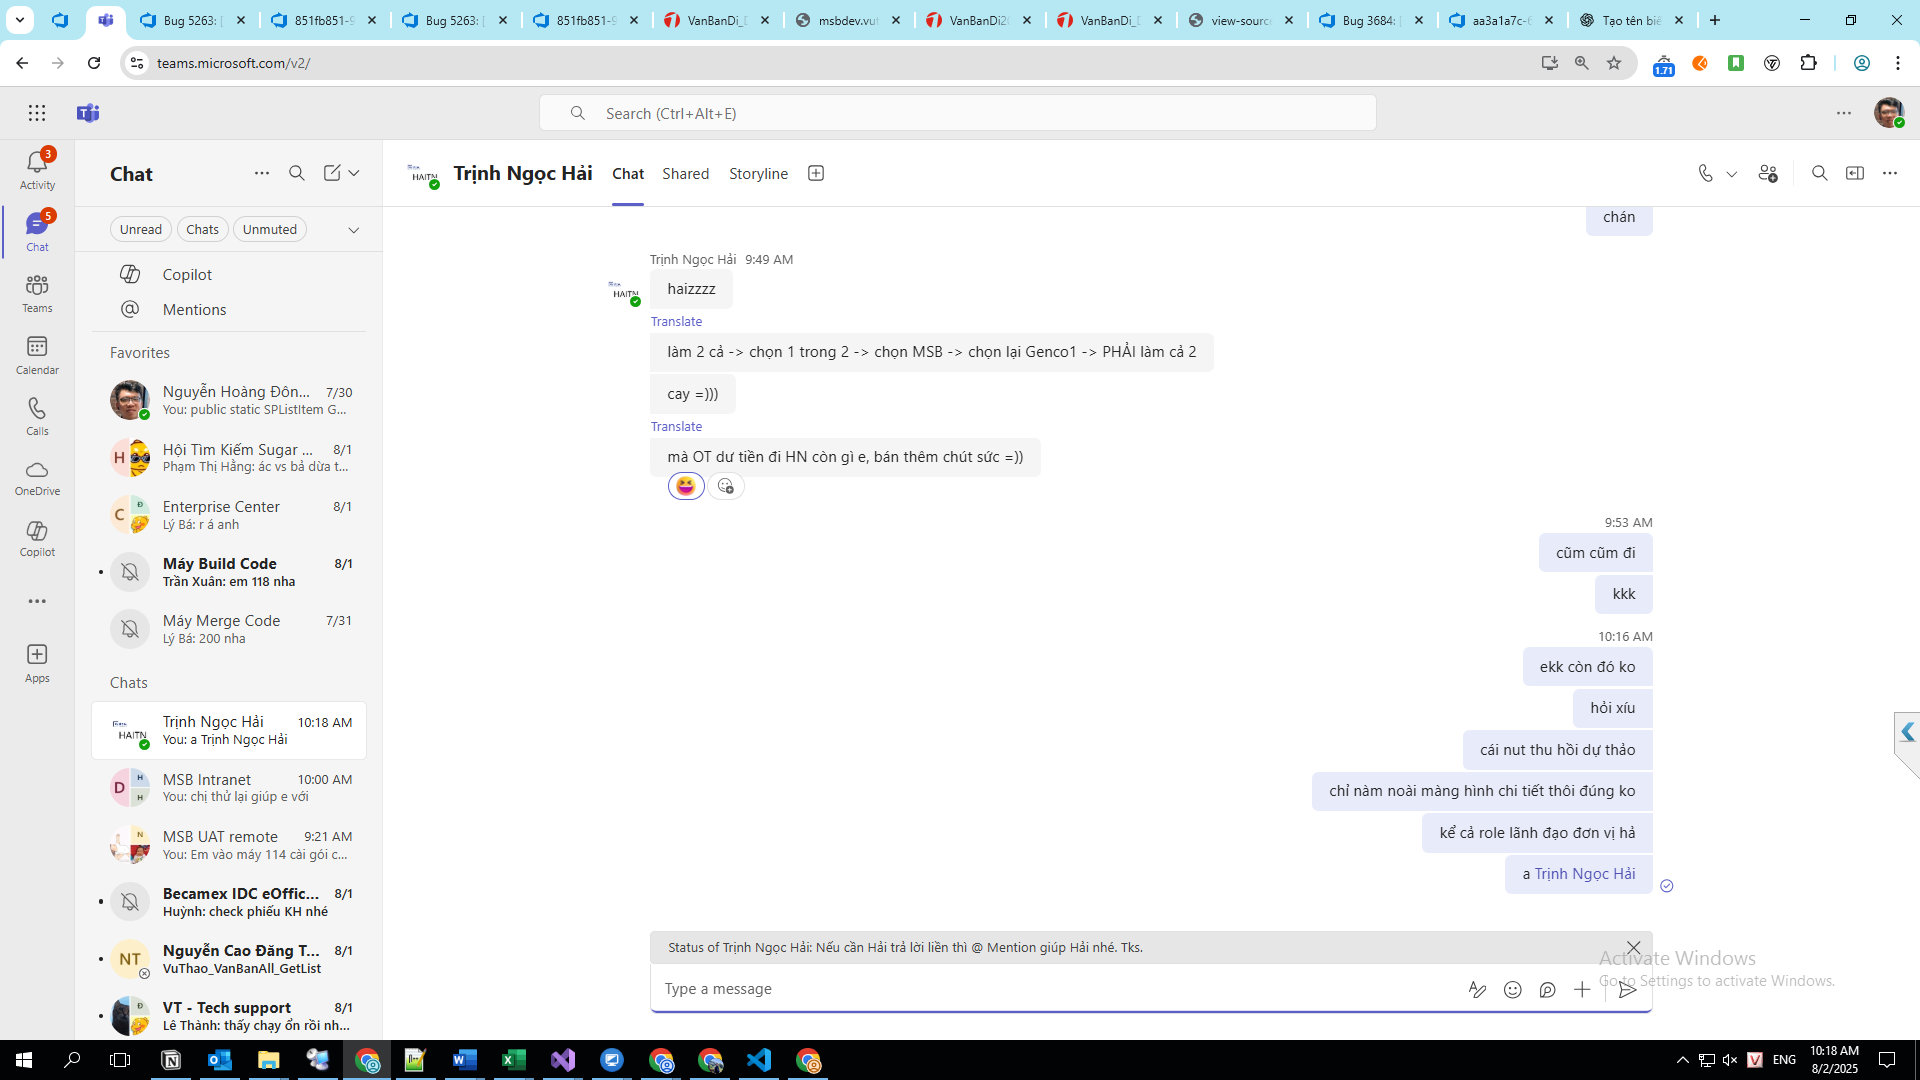 Bug 5263: [
851fb851-9
Bug 5263: [
851fb851-9
VanBanDi_D
msbdev.vut
VanBanDi20
VanBanDi_D
view-source
Bug 3684: [
aa3a1a7c-6
Tạo tên biế
teams.microsoft.com/v2/
1.71
Search (Ctrl+Alt+E)
3
Activity
5
Chat
Teams
Calendar
Calls
OneDrive
Copilot
Apps
Chat
Unread
Chats
Unmuted
Copilot
Mentions
Favorites
Nguyễn Hoàng Đôn... 7/30
You: public static SPListItem G...
H
Hội Tìm Kiếm Sugar ... 8/1
Phạm Thị Hằng: ác vs bả dừa t...
C Đ
Enterprise Center 8/1
Lý Bá: r á anh
Máy Build Code 8/1
Trần Xuân: em 118 nha
Máy Merge Code 7/31
Lý Bá: 200 nha
Chats
HAITN
Trịnh Ngọc Hải 10:18 AM
You: a Trịnh Ngọc Hải
D H H
MSB Intranet 10:00 AM
You: chị thử lại giúp e với
N
MSB UAT remote 9:21 AM
You: Em vào máy 114 cài gói c...
Becamex IDC eOffic... 8/1
Huỳnh: check phiếu KH nhé
NT
Nguyễn Cao Đăng T... 8/1
VuThao_VanBanAll_GetList
Đ
VT - Tech support 8/1
Lê Thành: thấy chạy ổn rồi nh...
HAITN
Trịnh Ngọc Hải
Chat
Shared
Storyline
chán
Trịnh Ngọc Hải 9:49 AM
HAITN
haizzzz
Translate
làm 2 cả -> chọn 1 trong 2 -> chọn MSB -> chọn lại Genco1 -> PHẢI làm cả 2
cay =)))
Translate
mà OT dư tiền đi HN còn gì e, bán thêm chút sức =))
9:53 AM
cũm cũm đi
kkk
10:16 AM
ekk còn đó ko
hỏi xíu
cái nut thu hồi dự thảo
chỉ nàm noài màng hình chi tiết thôi đúng ko
kể cả role lãnh đạo đơn vị hả
a Trịnh Ngọc Hải
Status of Trịnh Ngọc Hải: Nếu cần Hải trả lời liền thì @ Mention giúp Hải nhé. Tks.
Type a message
Activate Windows
Go to Settings to activate Windows.
ENG
10:18 AM
8/2/2025